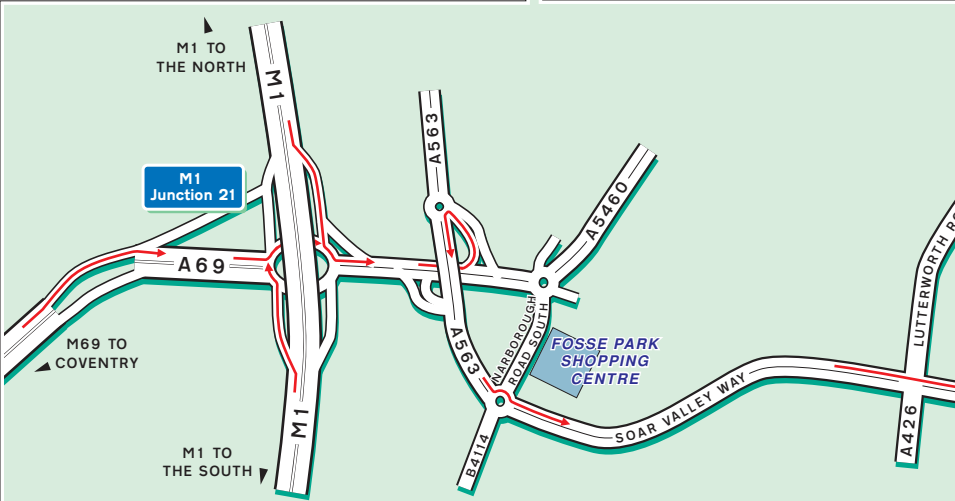 M1 TO
THE NORTH
M1
M1
Junction 21
A563
A5460
A69
M69 TO
COVENTRY
A563
NARBOROUGH
ROAD SOUTH
FOSSE PARK
SHOPPING
CENTRE
LUTTERWORTH RO
SOAR VALLEY WAY
M1
B4114
A426
M1 TO
THE SOUTH